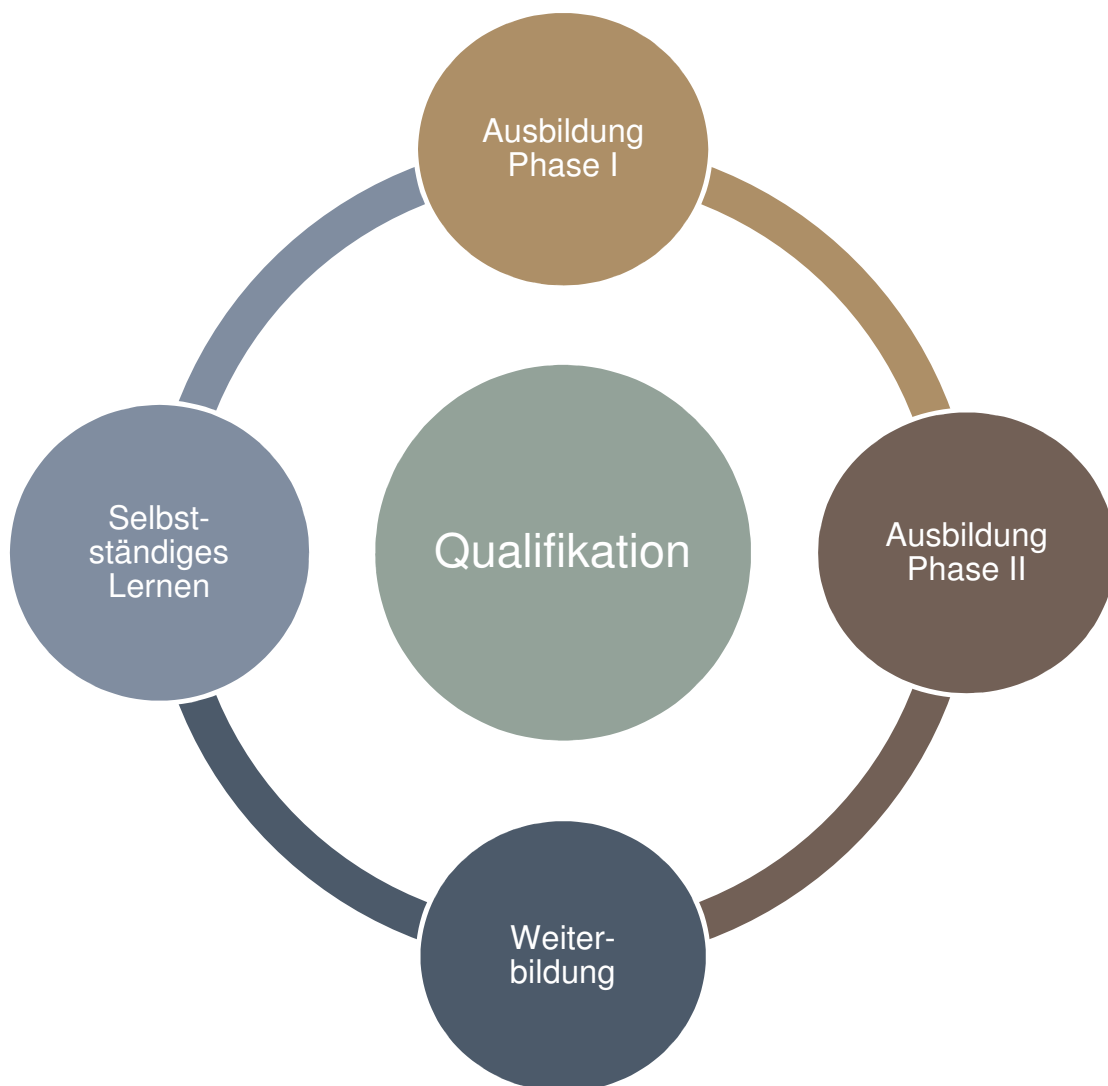 Ausbildung
Phase I
Selbst-
ständiges
Lernen
Qualifikation
Ausbildung
Phase II
Weiter-
bildung